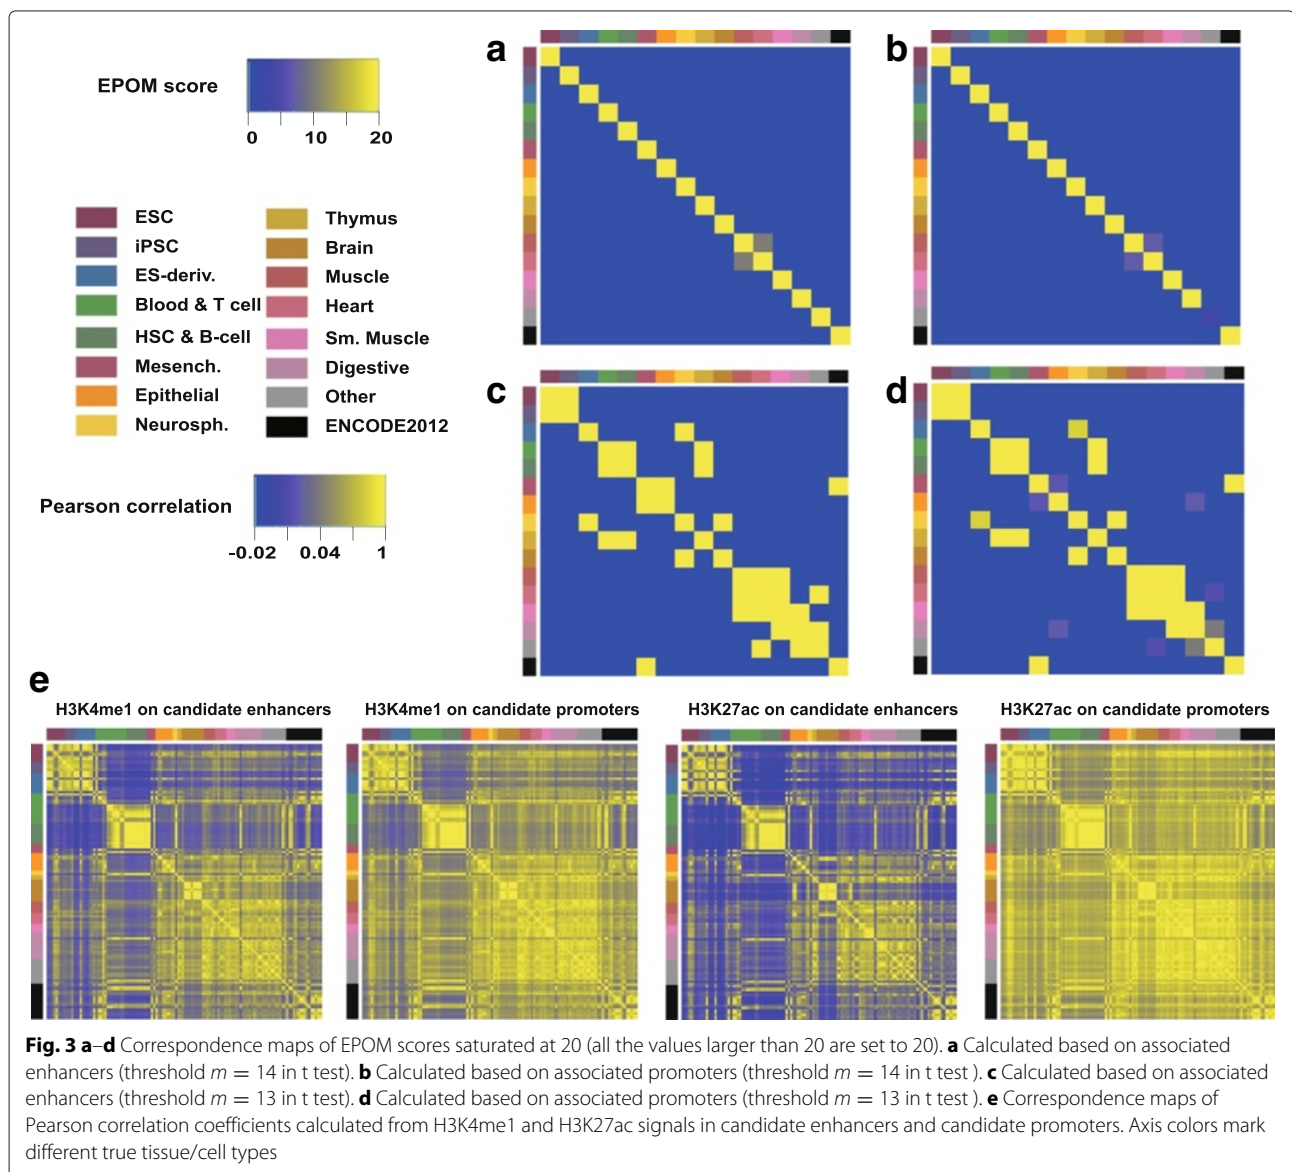 a
b
EPOM score
0 10 20
ESC
iPSC
ES-deriv.
Blood & T cell
HSC & B-cell
Mesench.
Epithelial
Neurosph.
Thymus
Brain
Muscle
Heart
Sm. Muscle
Digestive
Other
ENCODE2012
c
d
Pearson correlation
-0.02 0.04 1
e
H3K4me1 on candidate enhancers
H3K4me1 on candidate promoters
H3K27ac on candidate enhancers
H3K27ac on candidate promoters
Fig. 3 a–d Correspondence maps of EPOM scores saturated at 20 (all the values larger than 20 are set to 20). a Calculated based on associated
enhancers (threshold m = 14 in t test). b Calculated based on associated promoters (threshold m = 14 in t test ). c Calculated based on associated
enhancers (threshold m = 13 in t test). d Calculated based on associated promoters (threshold m = 13 in t test ). e Correspondence maps of
Pearson correlation coefficients calculated from H3K4me1 and H3K27ac signals in candidate enhancers and candidate promoters. Axis colors mark
different true tissue/cell types